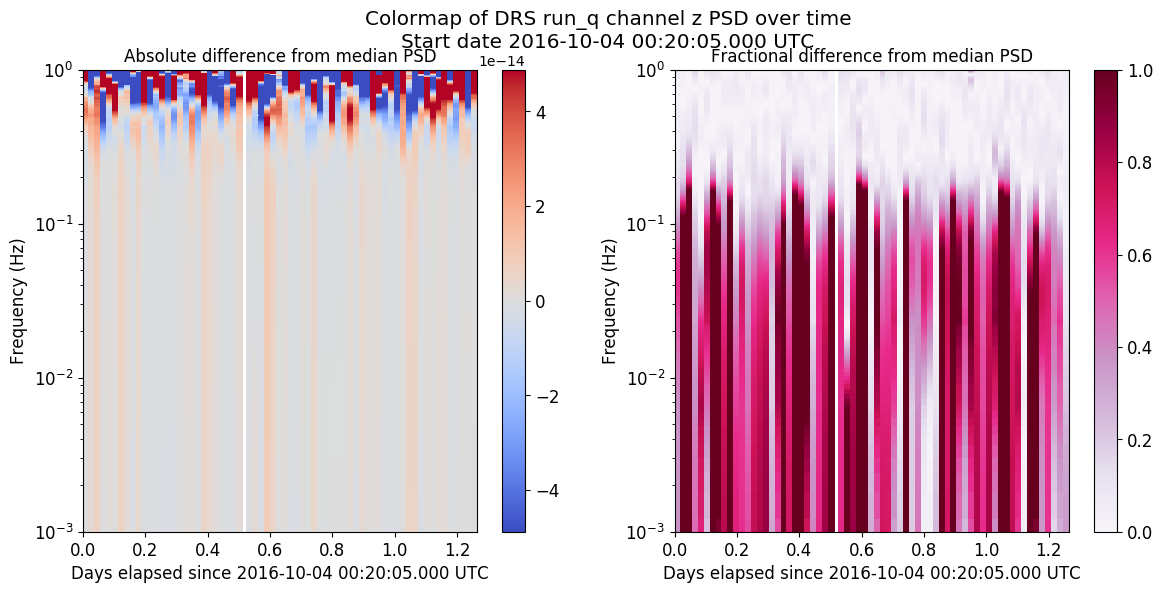 Colormap of DRS run_q channel z PSD over time
Start date 2016-10-04 00:20:05.000 UTC
Absolute difference from median PSD
1e−14
10^0
10^-1
10^-2
10^-3
Frequency (Hz)
0.0 0.2 0.4 0.6 0.8 1.0 1.2
Days elapsed since 2016-10-04 00:20:05.000 UTC
4
2
0
−2
−4
Fractional difference from median PSD
10^0
10^-1
10^-2
10^-3
Frequency (Hz)
0.0 0.2 0.4 0.6 0.8 1.0 1.2
Days elapsed since 2016-10-04 00:20:05.000 UTC
1.0
0.8
0.6
0.4
0.2
0.0